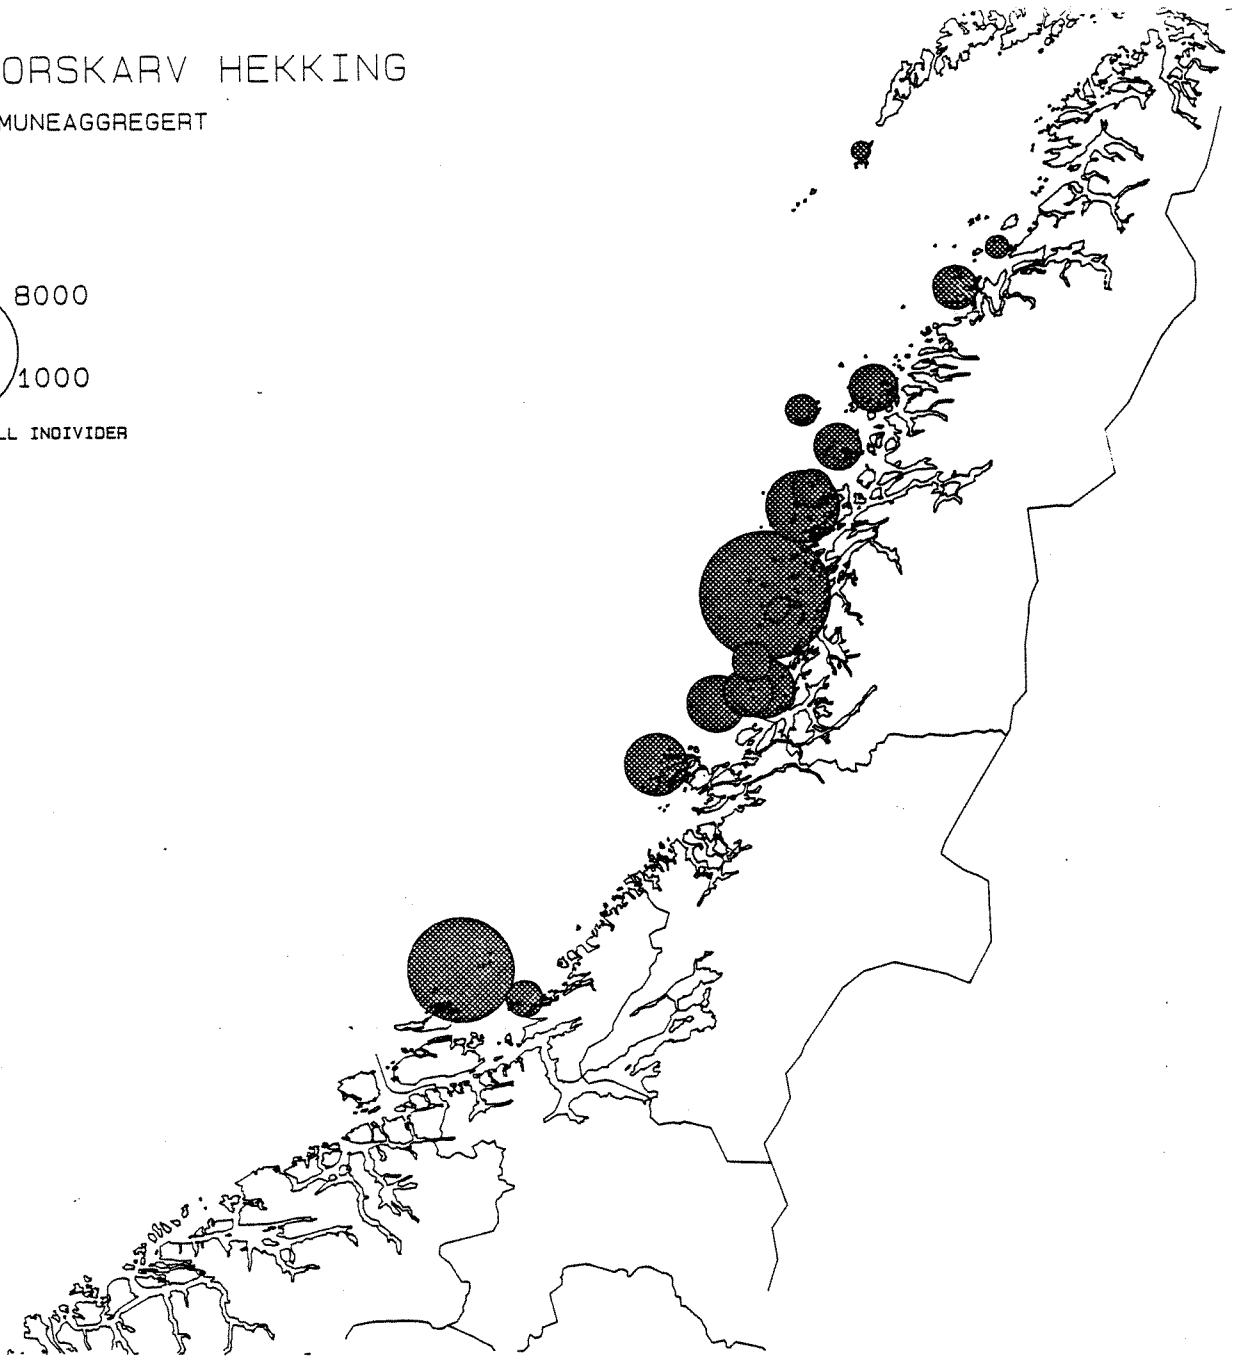 ORSKARV HEKKING
MUNEAGGREGERT
8000
1000
LL INDIVIDER